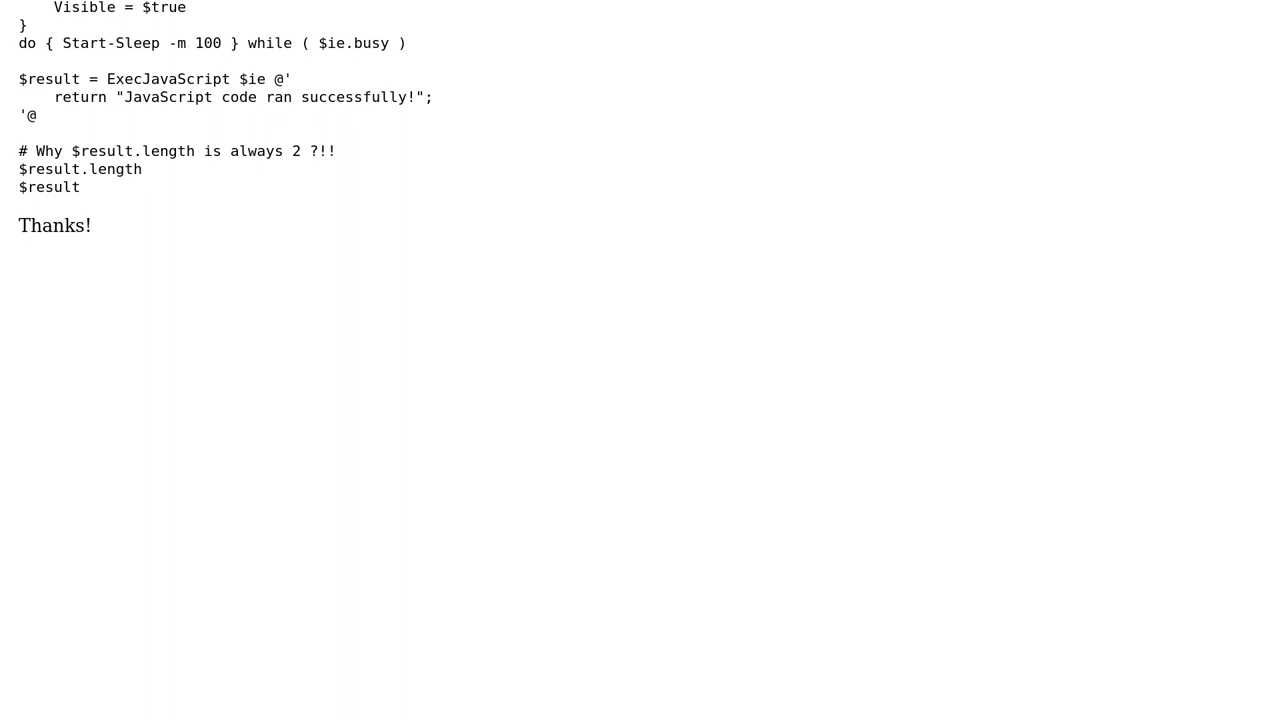 Visible = $true
}
do { Start-Sleep -m 100 } while ( $ie.busy )

$result = ExecJavaScript $ie @'
    return "JavaScript code ran successfully!";
'@

# Why $result.length is always 2 ?!!
$result.length
$result

Thanks!